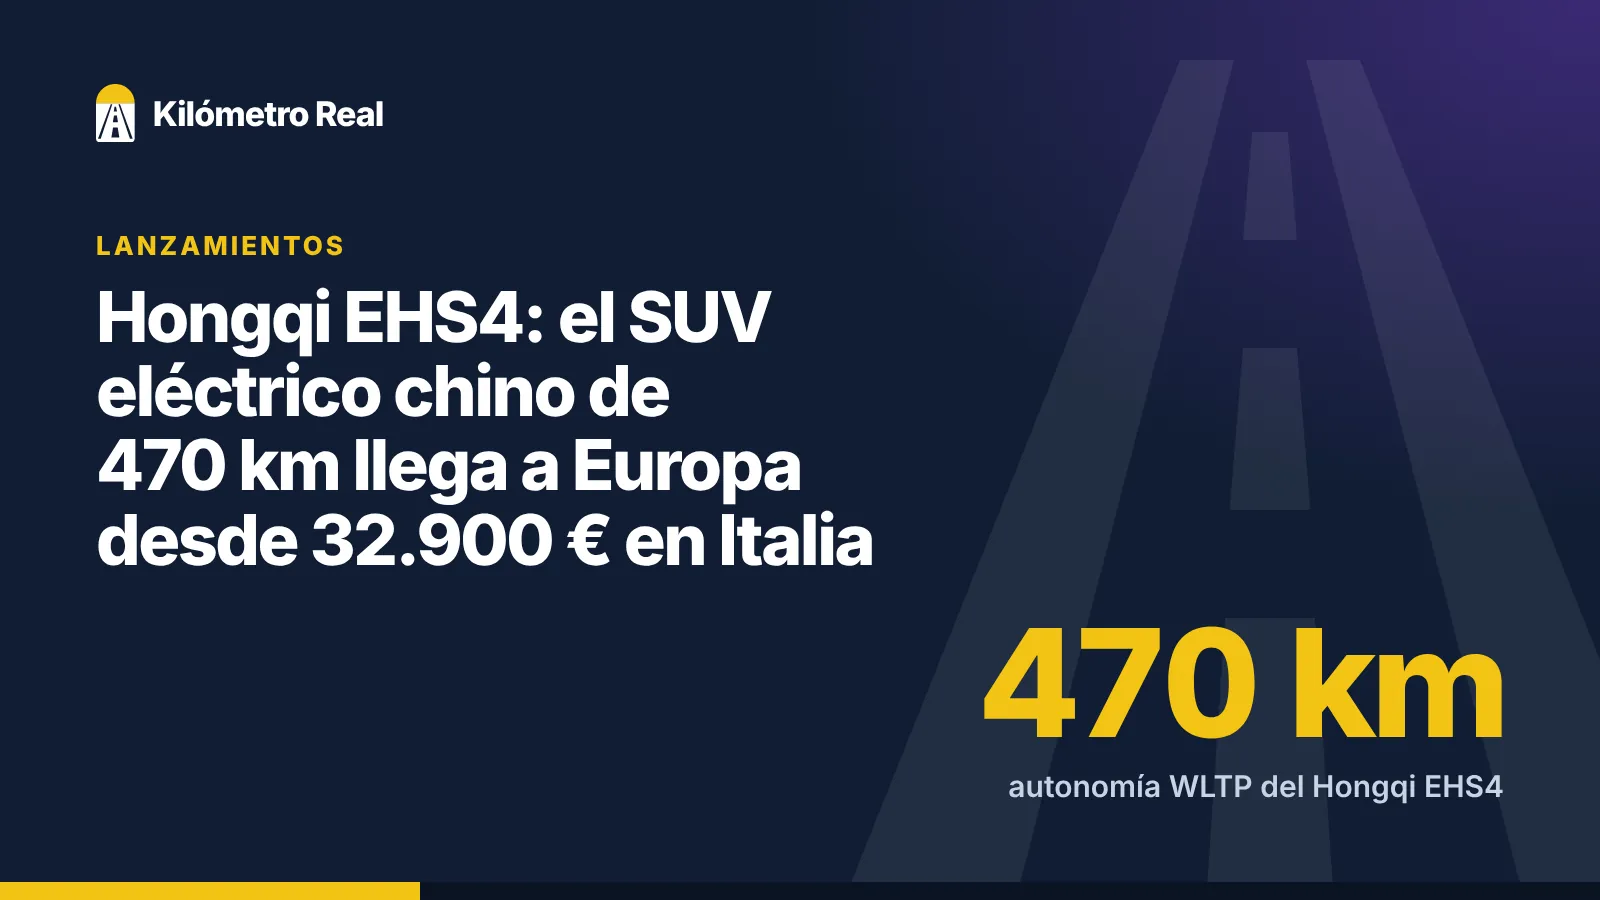 Kilómetro Real
LANZAMIENTOS
Hongqi EHS4: el SUV
eléctrico chino de
470 km llega a Europa
desde 32.900 € en Italia
470 km
autonomía WLTP del Hongqi EHS4